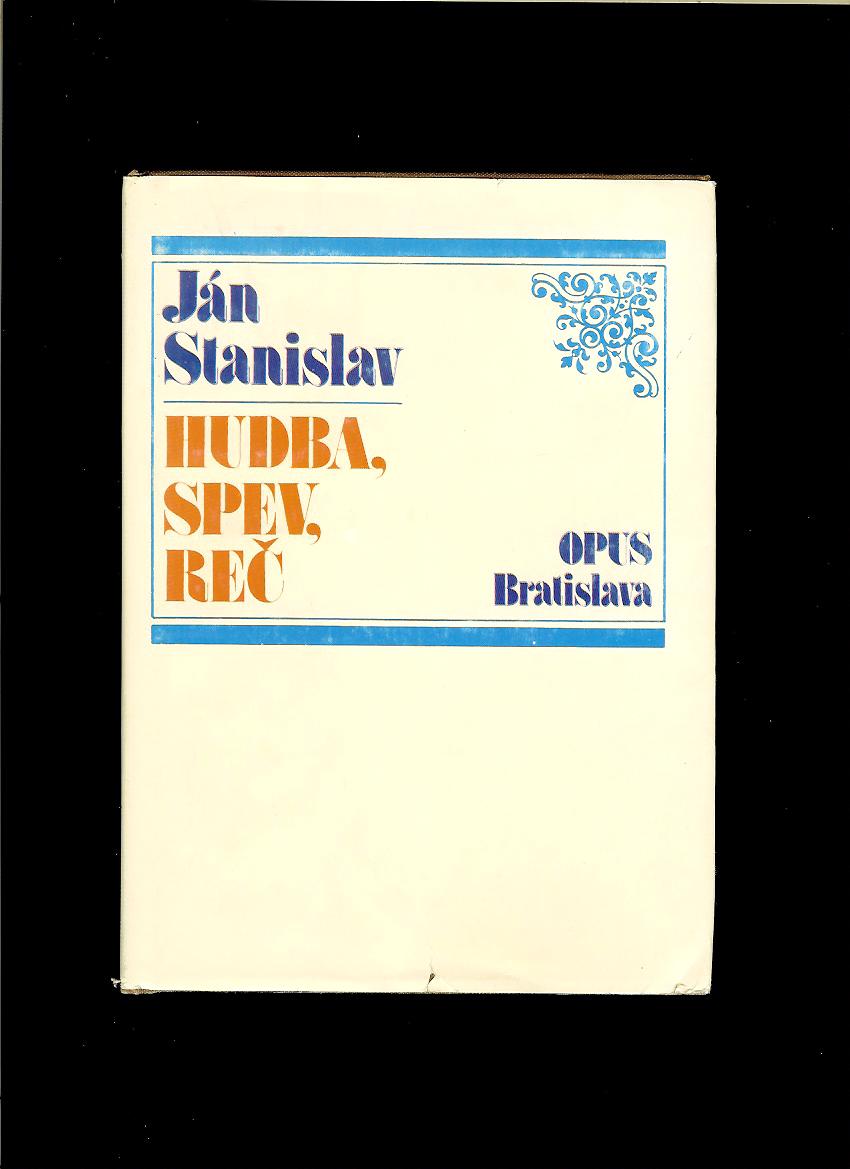 Ján
Stanislav
HUDBA,
SPEV,
REČ
OPUS
Bratislava